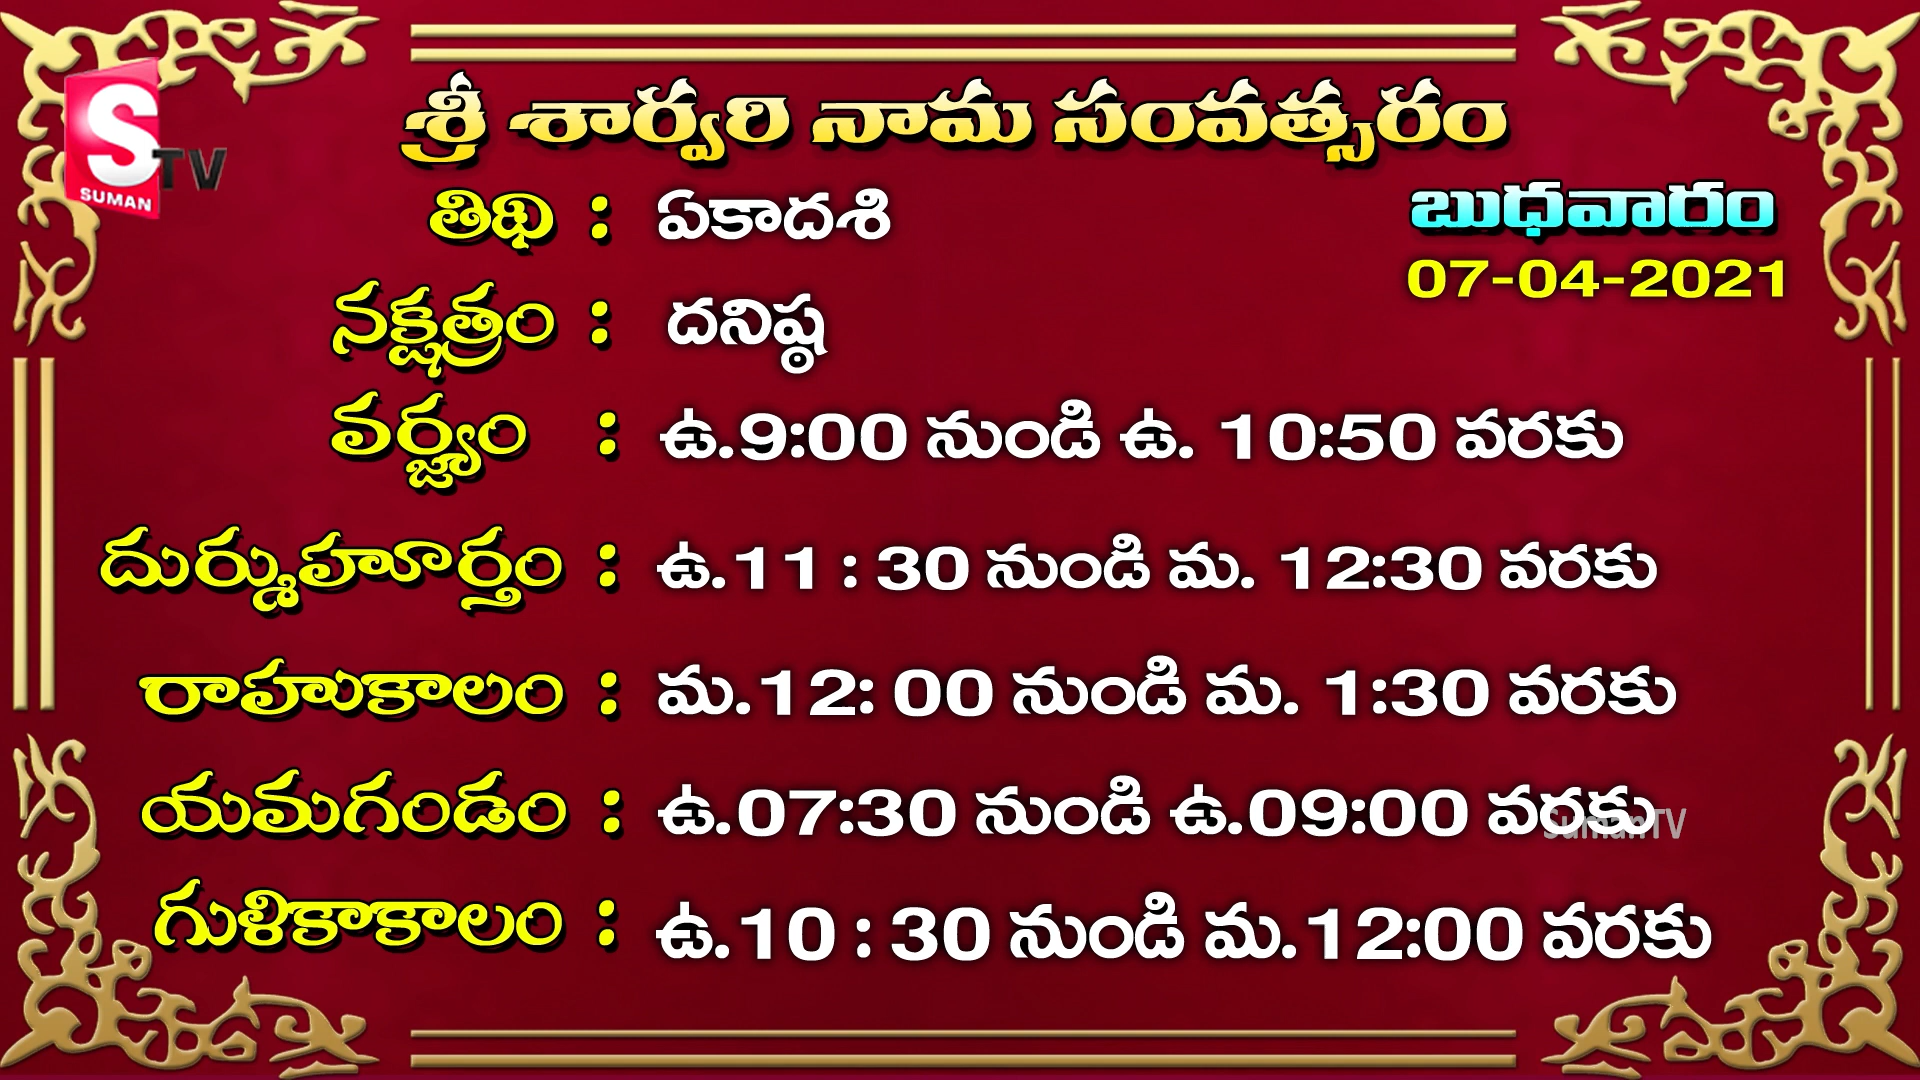 శ్రీ శార్వరి నామ సంవత్సరం
S TV
SUMAN
తిథి : ఏకాదశి
బుధవారం
07-04-2021
నక్షత్రం : దనిష్ఠ
వర్జ్యం : ఉ.9:00 నుండి ఉ. 10:50 వరకు
దుర్ముహూర్తం : ఉ.11 : 30 నుండి మ. 12:30 వరకు
రాహుకాలం : మ.12: 00 నుండి మ. 1:30 వరకు
యమగండం : ఉ.07:30 నుండి ఉ.09:00 వరకు
SumanTV
గుళికాకాలం : ఉ.10 : 30 నుండి మ.12:00 వరకు